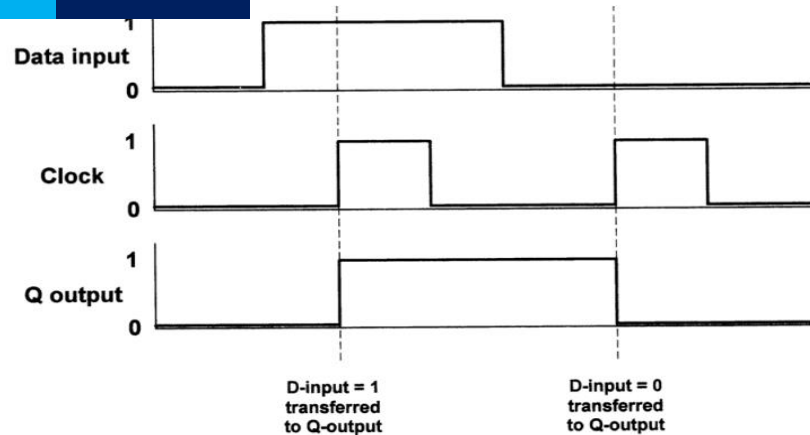 1
Data input
0
1
Clock
0
1
Q output
0
D-input = 1
transferred
to Q-output
D-input = 0
transferred
to Q-output